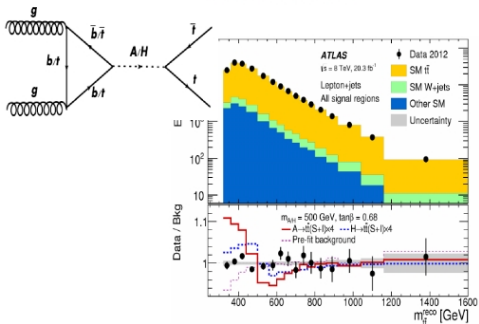 g
b̄/t̄
t̄
A/H
b/t
g
b/t
t
ATLAS
√s = 8 TeV, 20.3 fb⁻¹
Lepton+jets
All signal regions
Data 2012
SM tt̄
SM W+jets
Other SM
Uncertainty
E
10²
10
Data / Bkg
1.1
1
m_A/H = 500 GeV, tanβ = 0.68
A→tt̄(S+I)×4
H→tt̄(S+I)×4
Pre-fit background
400 600 800 1000 1200 1400 1600
m_tt̄^reco [GeV]